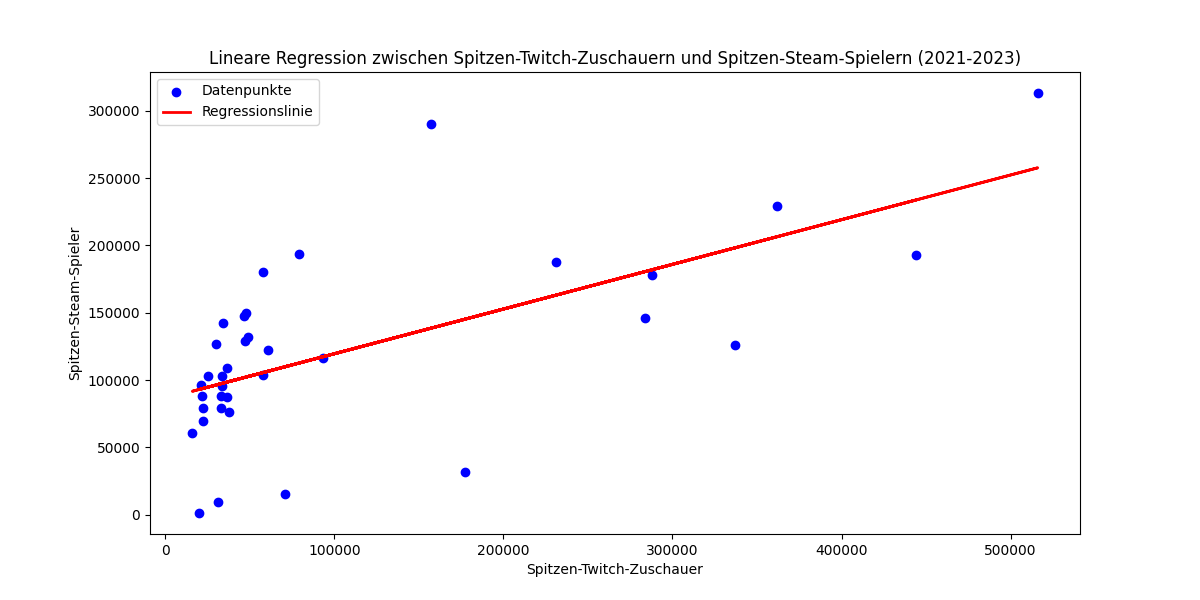 Lineare Regression zwischen Spitzen-Twitch-Zuschauern und Spitzen-Steam-Spielern (2021-2023)
Datenpunkte
Regressionslinie
Spitzen-Steam-Spieler
300000
250000
200000
150000
100000
50000
0
0 100000 200000 300000 400000 500000
Spitzen-Twitch-Zuschauer